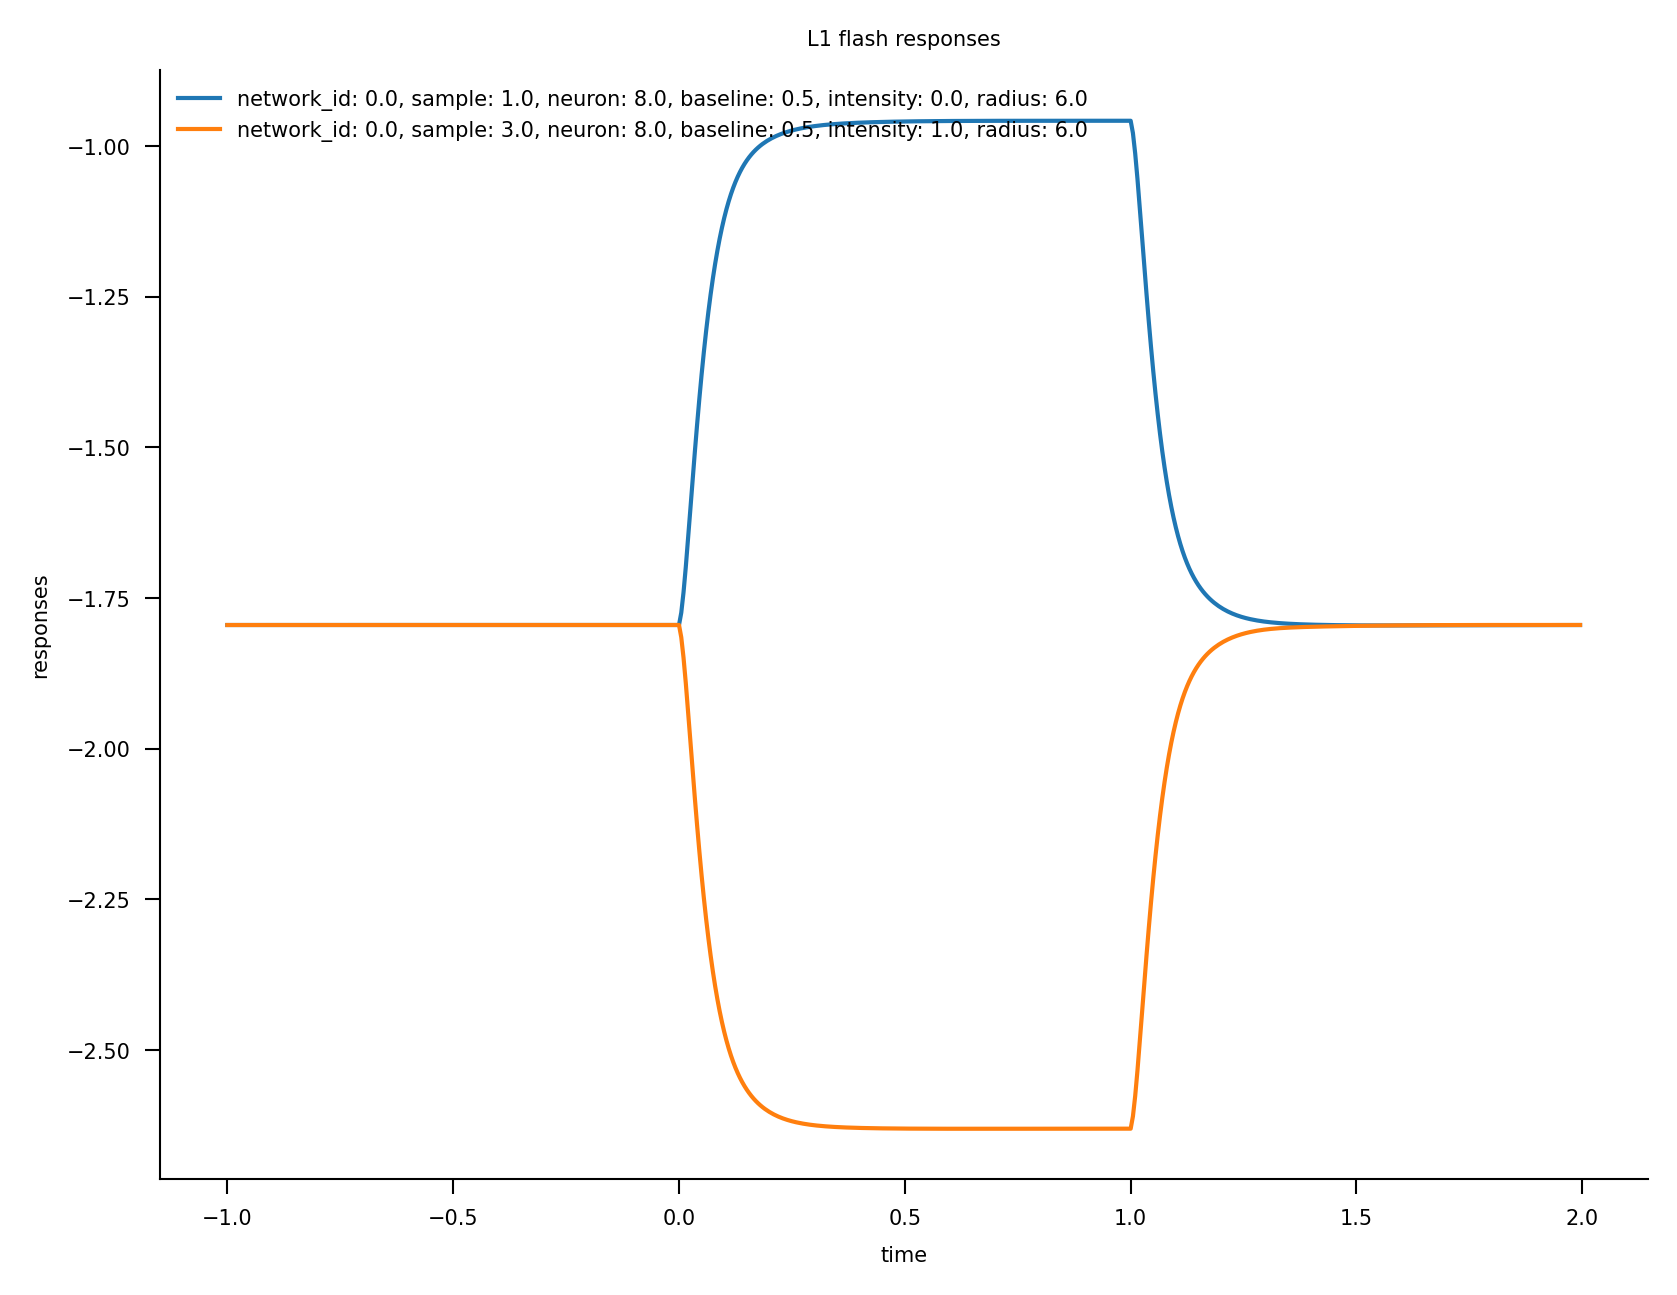 L1 flash responses
network_id: 0.0, sample: 1.0, neuron: 8.0, baseline: 0.5, intensity: 0.0, radius: 6.0
network_id: 0.0, sample: 3.0, neuron: 8.0, baseline: 0.5, intensity: 1.0, radius: 6.0
−1.00
−1.25
−1.50
−1.75
−2.00
−2.25
−2.50
responses
−1.0 −0.5 0.0 0.5 1.0 1.5 2.0
time